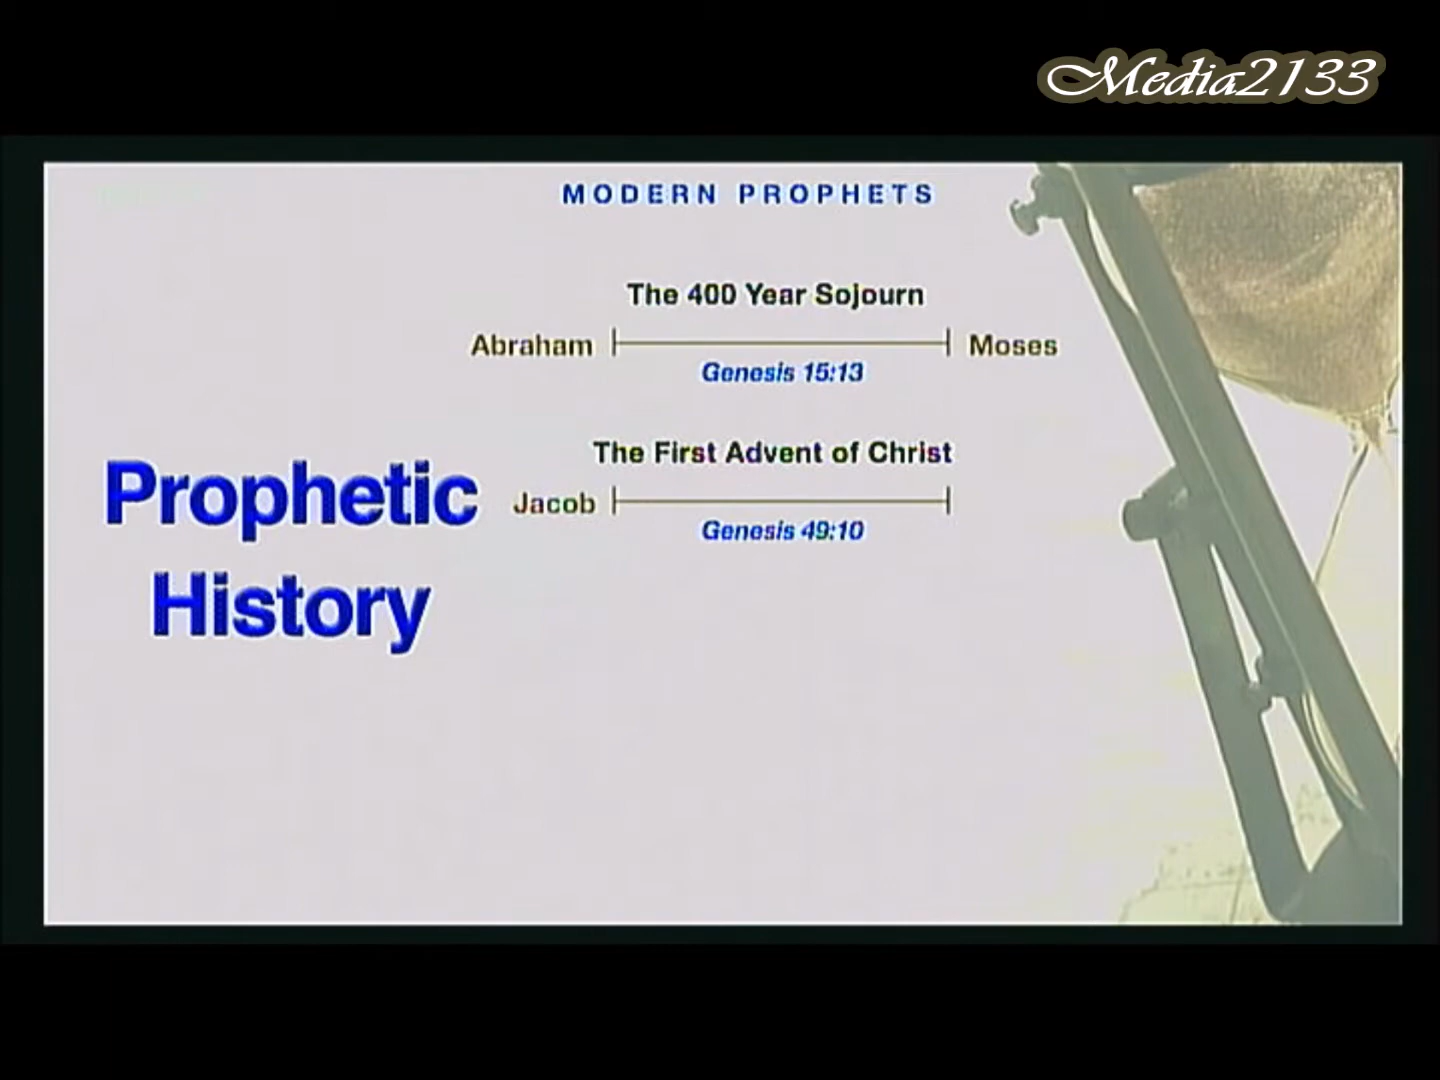 Media2133
MODERN PROPHETS
The 400 Year Sojourn
Abraham Moses
Genesis 15:13
The First Advent of Christ
Jacob
Genesis 49:10
Prophetic
History